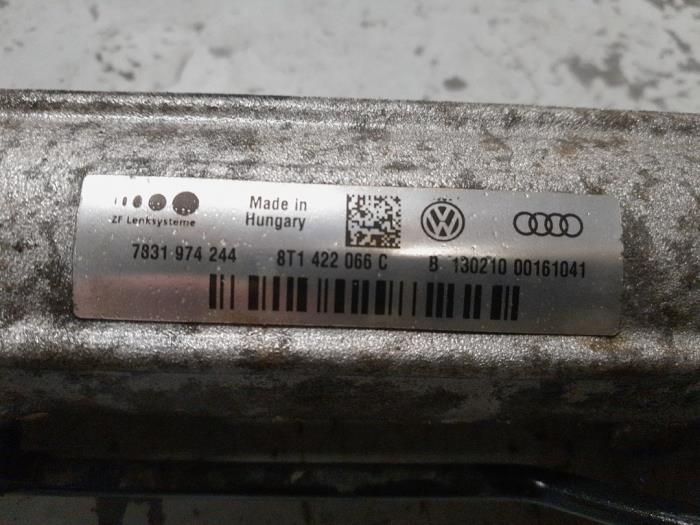 ZF Lenksysteme
Made in
Hungary
7831 974 244 8T1 422 066 C B 130210 00161041